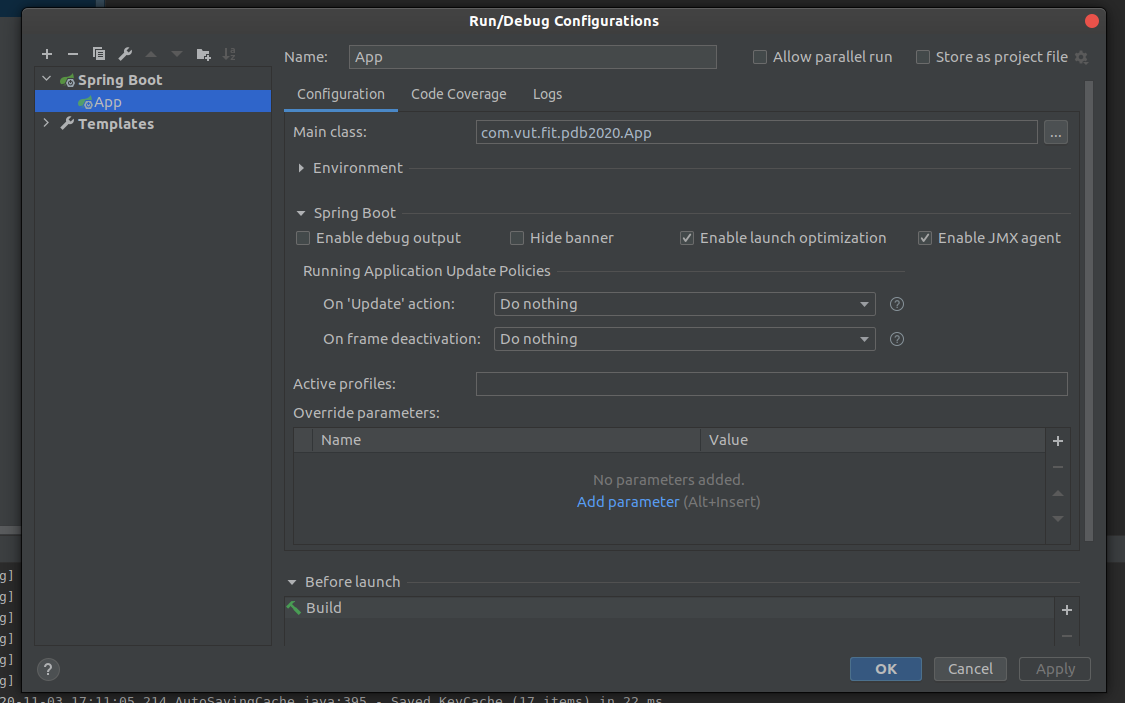 Run/Debug Configurations
Name: App Allow parallel run Store as project file
Spring Boot
App
Templates
Configuration Code Coverage Logs
Main class: com.vut.fit.pdb2020.App ...
Environment
Spring Boot
Enable debug output Hide banner Enable launch optimization Enable JMX agent
Running Application Update Policies
On 'Update' action: Do nothing ?
On frame deactivation: Do nothing ?
Active profiles:
Override parameters:
Name Value
No parameters added.
Add parameter (Alt+Insert)
Before launch
Build
g]
g]
g]
g]
g]
g]
? OK Cancel Apply
20-11-03 17:11:05,214 AutoSavingCache.java:395 - Saved KeyCache (17 items) in 22 ms